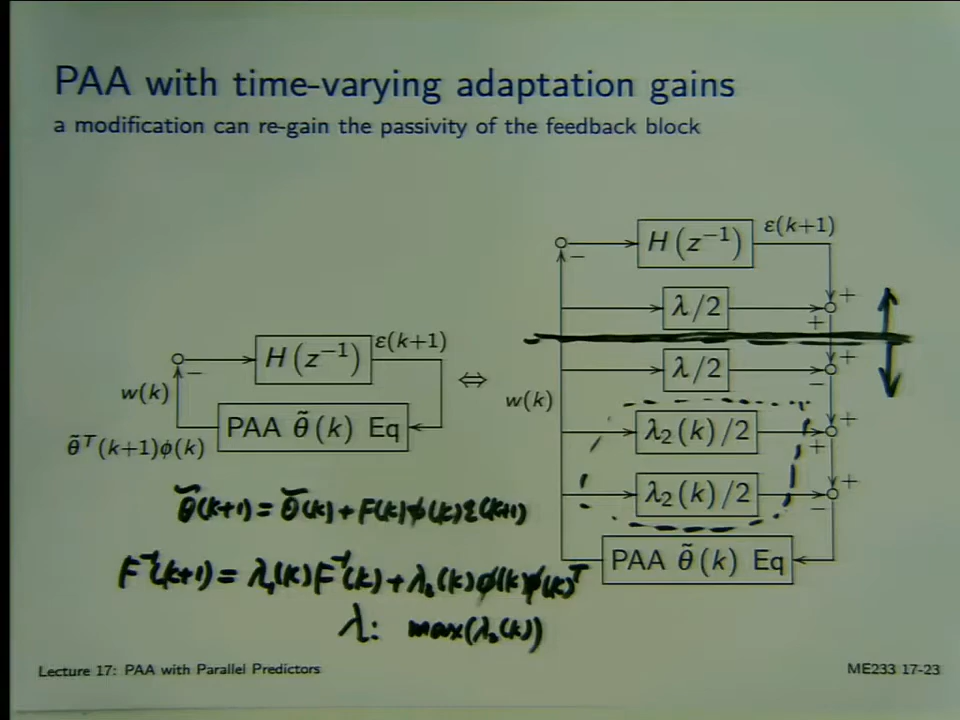 PAA with time-varying adaptation gains
a modification can re-gain the passivity of the feedback block
H(z⁻¹)
ε(k+1)
w(k)
PAA θ̃(k) Eq
θ̃ᵀ(k+1)φ(k)
⇔
H(z⁻¹)
ε(k+1)
−
+
λ/2
+
λ/2
+
−
w(k)
λ₂(k)/2
+
+
λ₂(k)/2
+
−
PAA θ̃(k) Eq
θ̃(k+1) = θ̃(k) + F(k)φ(k)ε(k+1)
F⁻¹(k+1) = λ₁(k)F⁻¹(k) + λ₂(k)φ(k)φ(k)ᵀ
λ: max(λ₂(k))
Lecture 17: PAA with Parallel Predictors
ME233 17-23